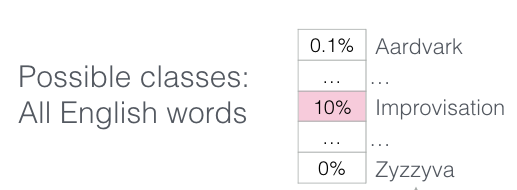 Possible classes:
All English words
0.1% Aardvark
... ...
10% Improvisation
... ...
0% Zyzzyva